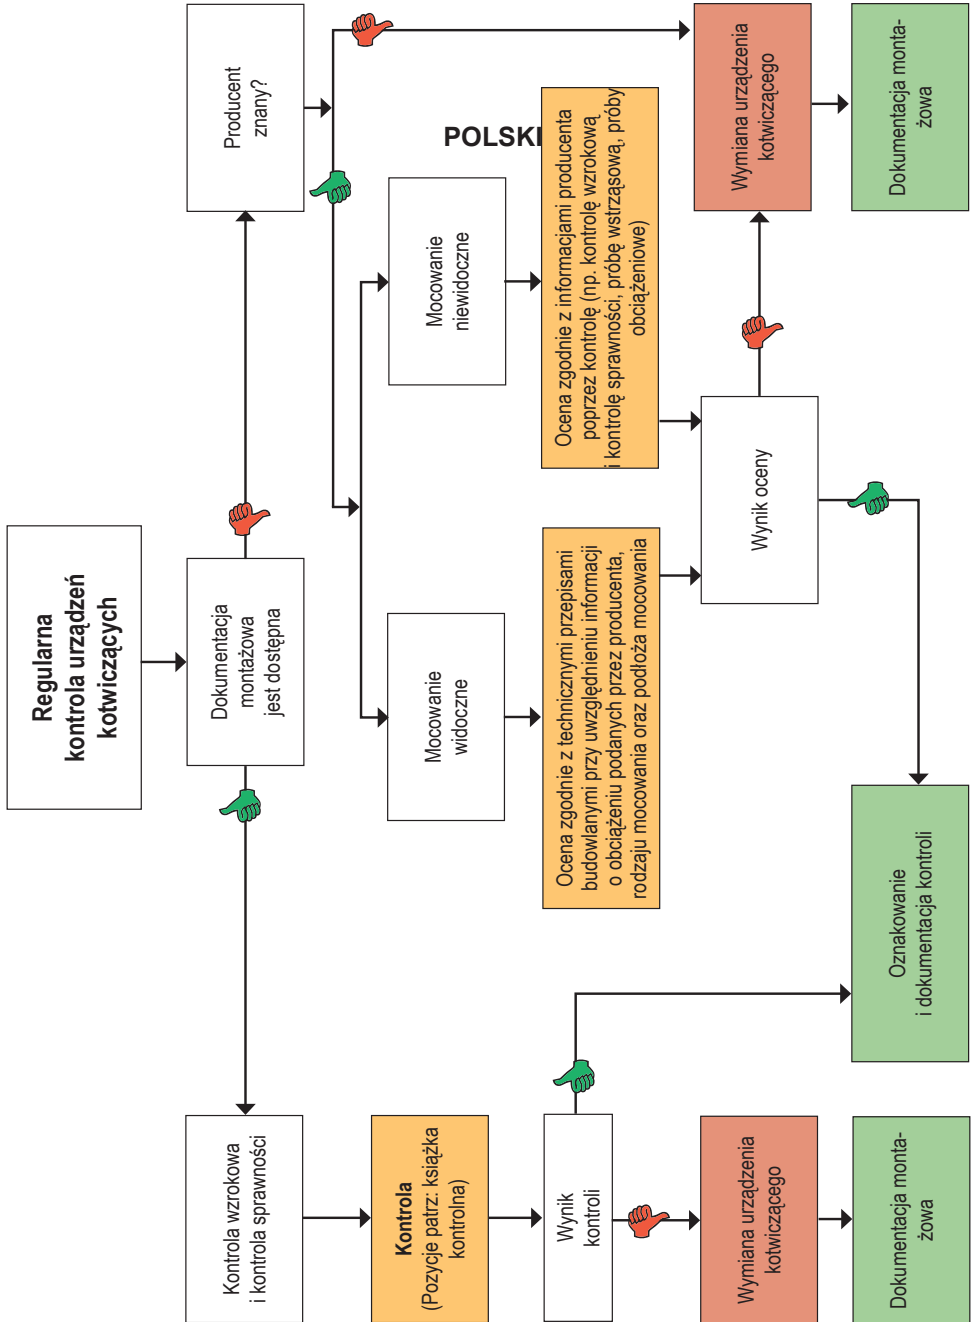 POLSKI
Regularna
kontrola urządzeń
kotwiczących
Dokumentacja
montażowa
jest dostępna
Kontrola wzrokowa
i kontrola sprawności
Producent
znany?
Kontrola
(Pozycje patrz: książka
kontrolna)
Mocowanie
widoczne
Mocowanie
niewidoczne
Wynik
kontroli
Ocena zgodnie z technicznymi przepisami
budowlanymi przy uwzględnieniu informacji
o obciążeniu podanych przez producenta,
rodzaju mocowania oraz podłoża mocowania
Ocena zgodnie z informacjami producenta
poprzez kontrolę (np. kontrolę wzrokową
i kontrolę sprawności, próbę wstrząsową, próby
obciążeniowe)
Wymiana urządzenia
kotwiczącego
Wynik oceny
Wymiana urządzenia
kotwiczącego
Dokumentacja monta-
żowa
Oznakowanie
i dokumentacja kontroli
Dokumentacja monta-
żowa